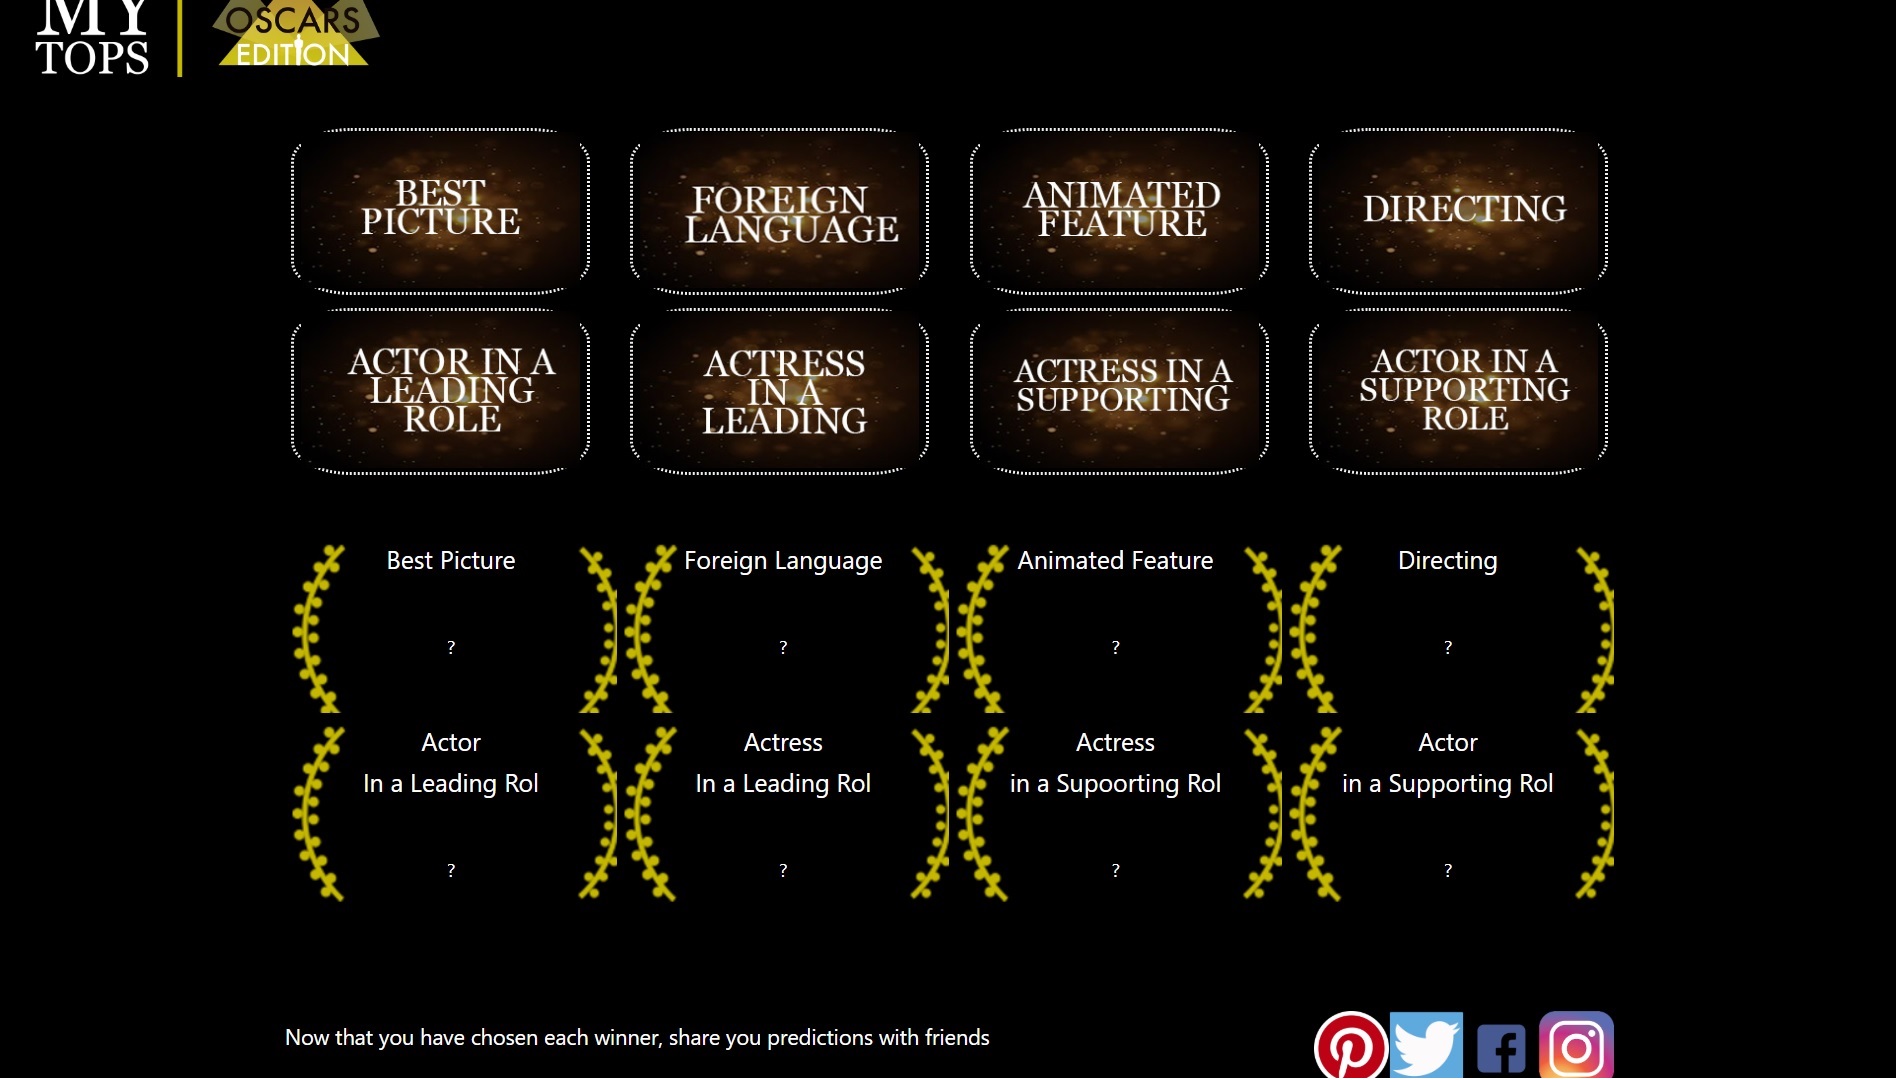 MY
TOPS
OSCARS
EDITION
BEST
PICTURE
FOREIGN
LANGUAGE
ANIMATED
FEATURE
DIRECTING
ACTOR IN A
LEADING
ROLE
ACTRESS
IN A
LEADING
ACTRESS IN A
SUPPORTING
ACTOR IN A
SUPPORTING
ROLE
Best Picture
?
Foreign Language
?
Animated Feature
?
Directing
?
Actor
In a Leading Rol
?
Actress
In a Leading Rol
?
Actress
in a Supoorting Rol
?
Actor
in a Supporting Rol
?
Now that you have chosen each winner, share you predictions with friends